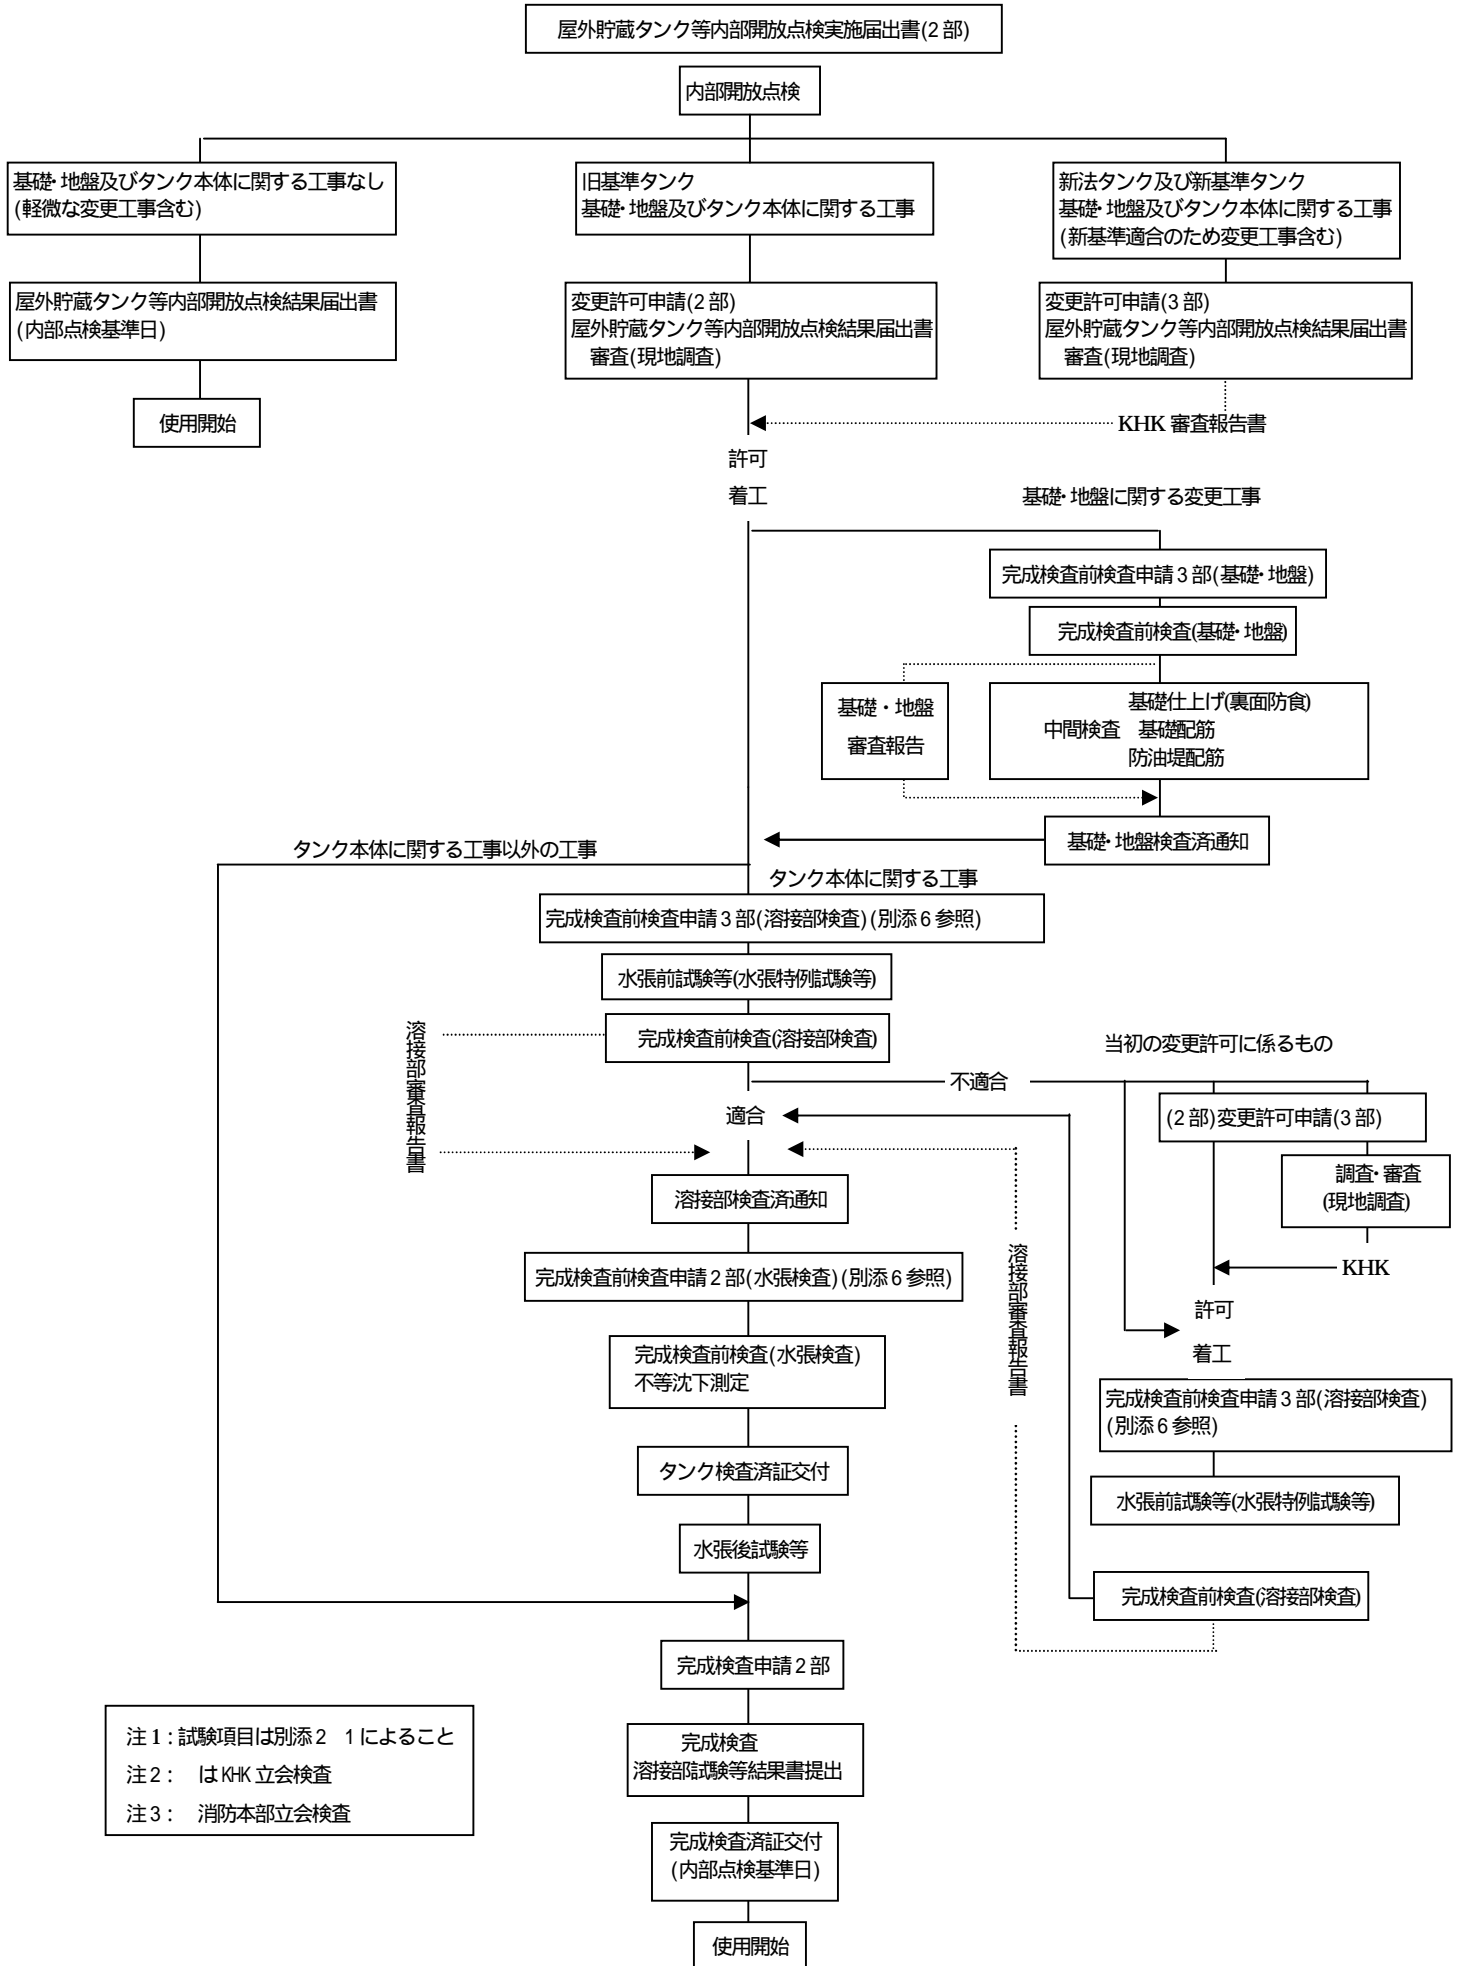 屋外貯蔵タンク等内部開放点検実施届出書(2部)
内部開放点検
基礎・地盤及びタンク本体に関する工事なし
(軽微な変更工事含む)
旧基準タンク
基礎・地盤及びタンク本体に関する工事
新法タンク及び新基準タンク
基礎・地盤及びタンク本体に関する工事
(新基準適合のため変更工事含む)
屋外貯蔵タンク等内部開放点検結果届出書
(内部点検基準日)
変更許可申請(2部)
屋外貯蔵タンク等内部開放点検結果届出書
審査(現地調査)
変更許可申請(3部)
屋外貯蔵タンク等内部開放点検結果届出書
審査(現地調査)
使用開始
KHK 審査報告書
許可
着工
基礎・地盤に関する変更工事
完成検査前検査申請3部(基礎・地盤)
完成検査前検査(基礎・地盤)
基礎・地盤
審査報告
基礎仕上げ(裏面防食)
中間検査 基礎配筋
防油堤配筋
基礎・地盤検査済通知
タンク本体に関する工事以外の工事
タンク本体に関する工事
完成検査前検査申請3部(溶接部検査)(別添6参照)
水張前試験等(水張特例試験等)
完成検査前検査(溶接部検査)
溶接部審査報告書
当初の変更許可に係るもの
不適合
適合
(2部)変更許可申請(3部)
調査・審査
(現地調査)
溶接部検査済通知
KHK
溶接部審査報告書
完成検査前検査申請2部(水張検査)(別添6参照)
許可
着工
完成検査前検査(水張検査)
不等沈下測定
完成検査前検査申請3部(溶接部検査)
(別添6参照)
タンク検査済証交付
水張前試験等(水張特例試験等)
水張後試験等
完成検査前検査(溶接部検査)
完成検査申請2部
注1:試験項目は別添2 1によること
注2: はKHK立会検査
注3: 消防本部立会検査
完成検査
溶接部試験等結果書提出
完成検査済証交付
(内部点検基準日)
使用開始